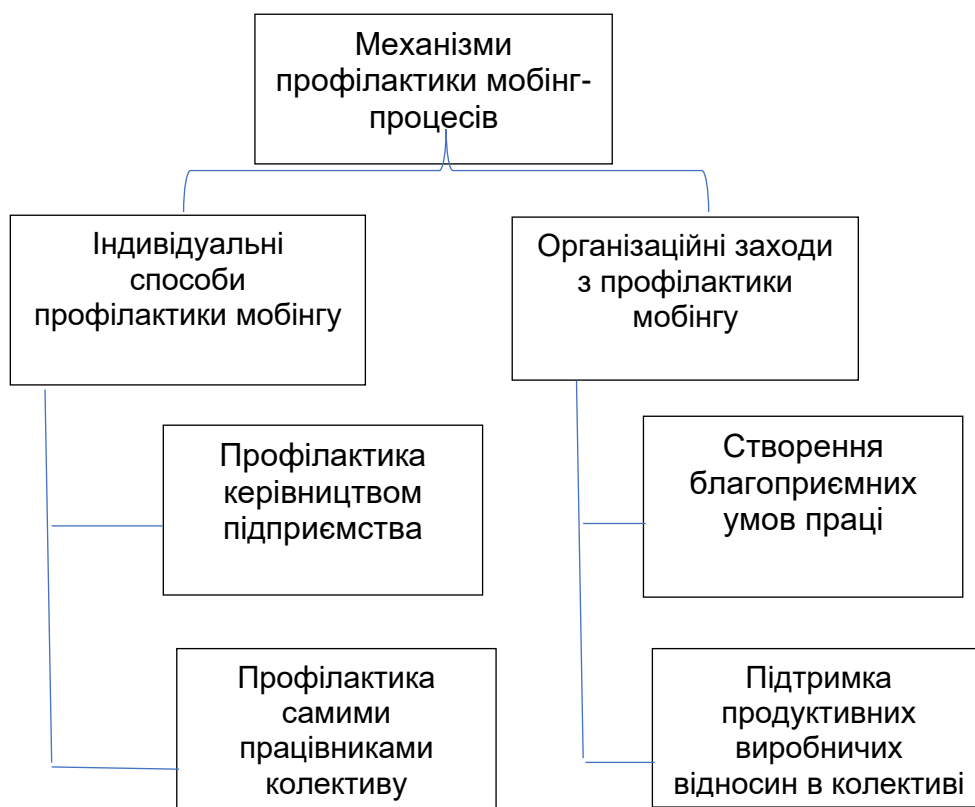 Механізми
профілактики мобінг-
процесів
Індивідуальні
способи
профілактики мобінгу
Організаційні заходи
з профілактики
мобінгу
Профілактика
керівництвом
підприємства
Створення
благоприємних
умов праці
Профілактика
самими
працівниками
колективу
Підтримка
продуктивних
виробничих
відносин в колективі